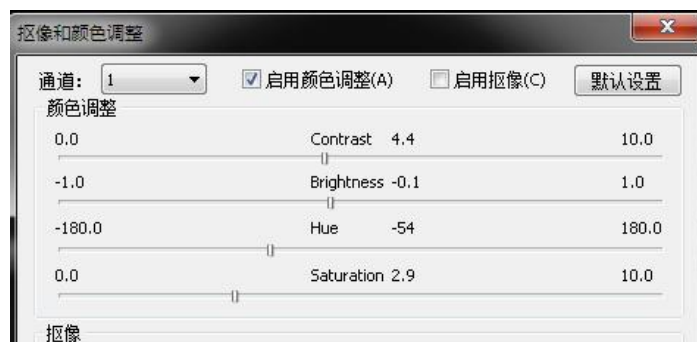 抠像和颜色调整
通道: 1 启用颜色调整(A) 启用抠像(C) 默认设置
颜色调整
0.0 Contrast 4.4 10.0
-1.0 Brightness -0.1 1.0
-180.0 Hue -54 180.0
0.0 Saturation 2.9 10.0
抠像